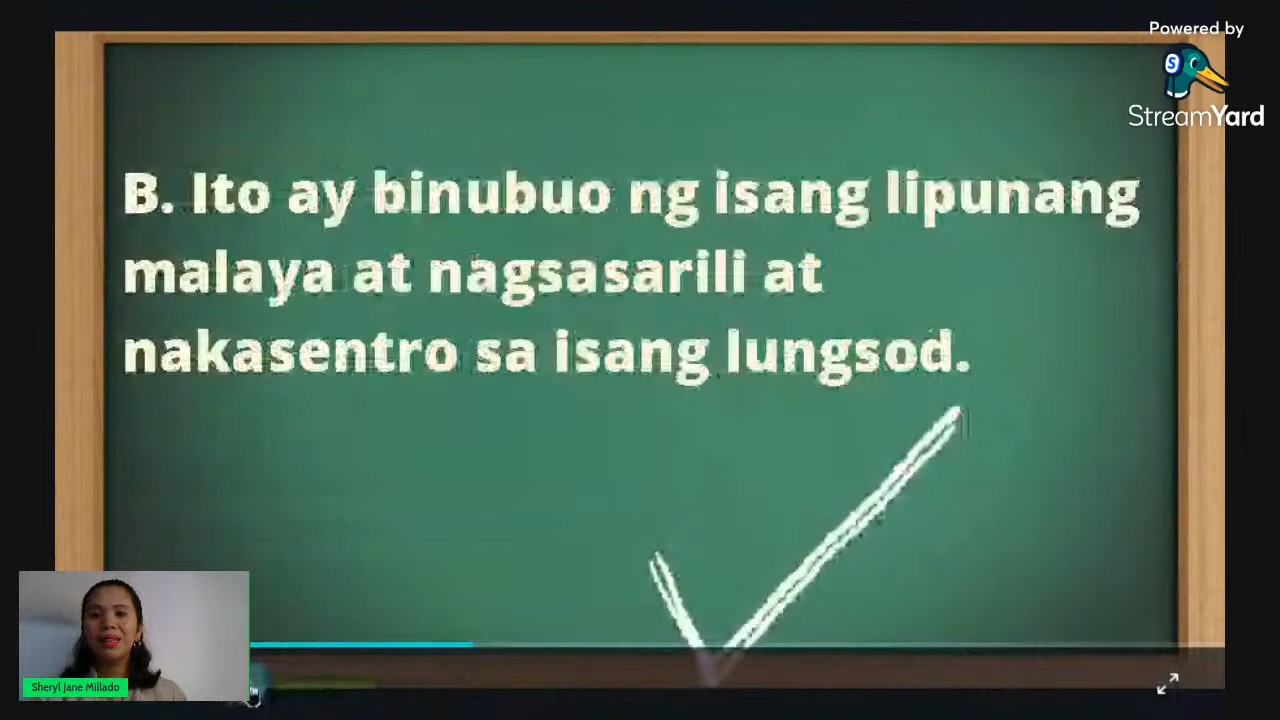 Powered by
StreamYard
B. Ito ay binubuo ng isang lipunang
malaya at nagsasarili at
nakasentro sa isang lungsod.
Sheryl Jane Millado